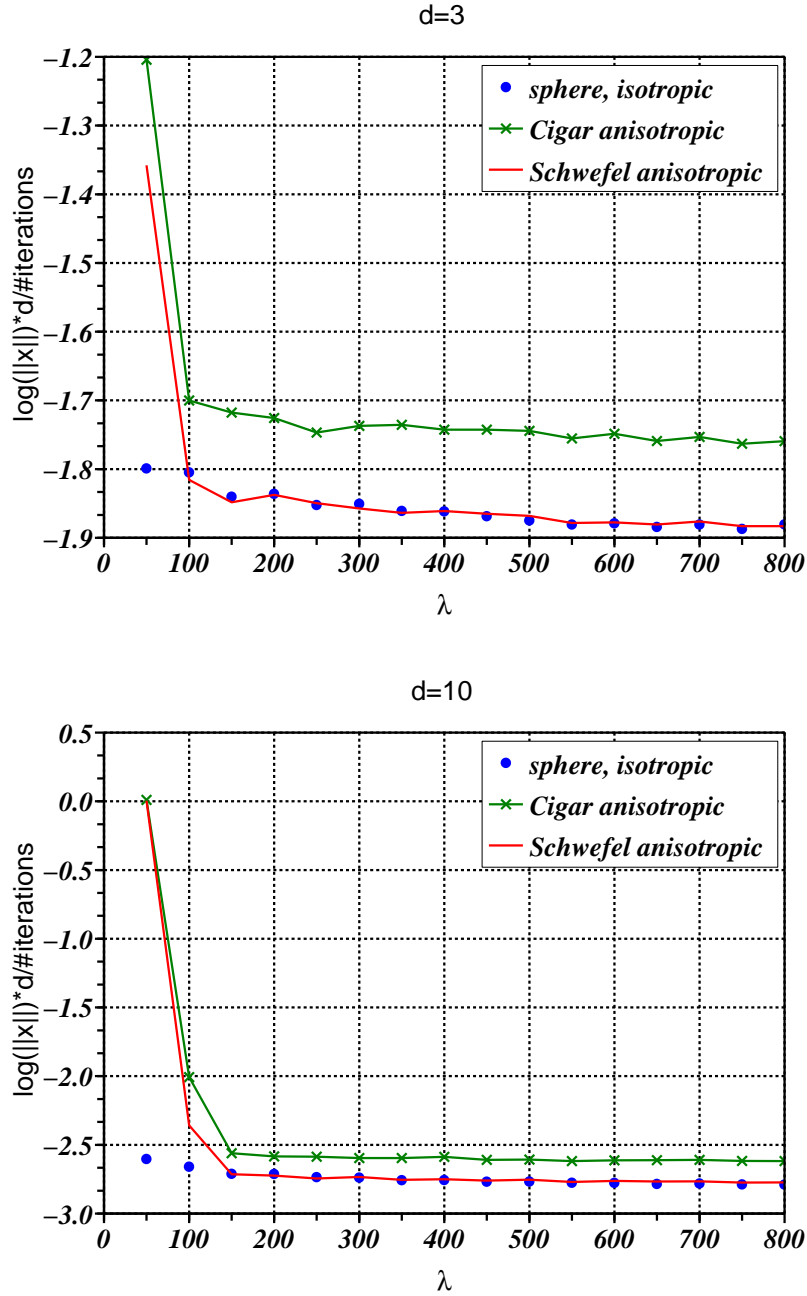 d=3
−1.2
−1.3
−1.4
−1.5
−1.6
−1.7
−1.8
−1.9
log(||x||)*d/#iterations
sphere, isotropic
Cigar anisotropic
Schwefel anisotropic
0 100 200 300 400 500 600 700 800
λ
d=10
0.5
0.0
−0.5
−1.0
−1.5
−2.0
−2.5
−3.0
log(||x||)*d/#iterations
sphere, isotropic
Cigar anisotropic
Schwefel anisotropic
0 100 200 300 400 500 600 700 800
λ